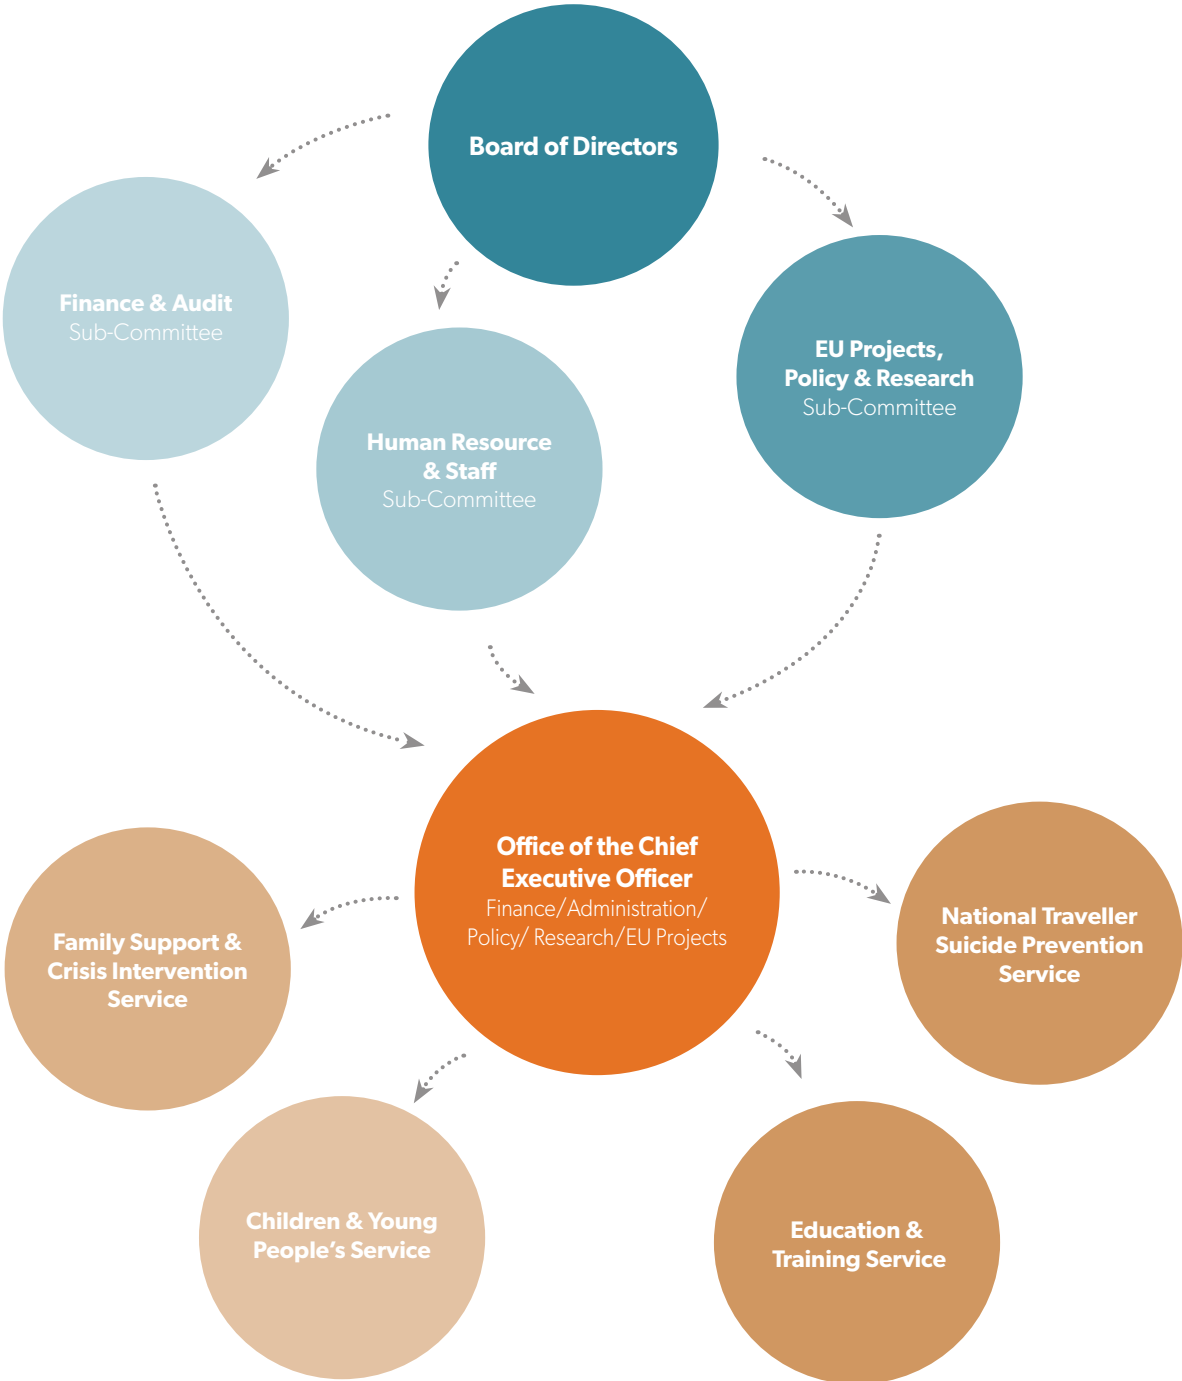 Board of Directors
Finance & Audit
Sub-Committee
EU Projects,
Policy & Research
Sub-Committee
Human Resource
& Staff
Sub-Committee
Office of the Chief
Executive Officer
Finance/Administration/
Policy/ Research/EU Projects
Family Support &
Crisis Intervention
Service
National Traveller
Suicide Prevention
Service
Children & Young
People’s Service
Education &
Training Service